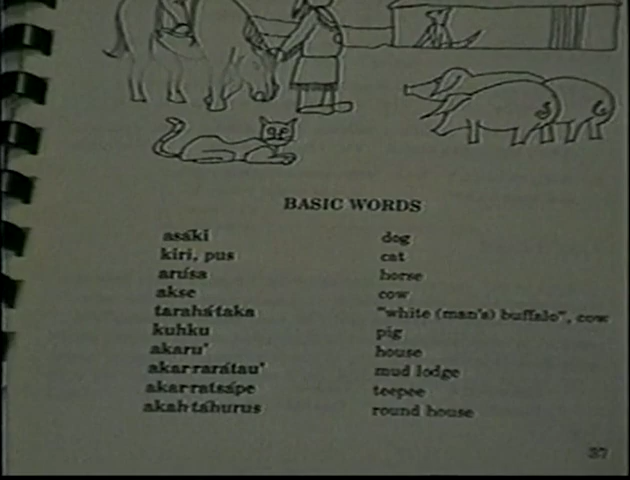 BASIC WORDS
asáki dog
kiri, pus cat
arúsa horse
akse cow
taraháʹtaka "white (man's) buffalo", cow
kuhku pig
akaru' house
akarrarátau' mud lodge
akarratsápe teepee
akahtáhurus round house
37